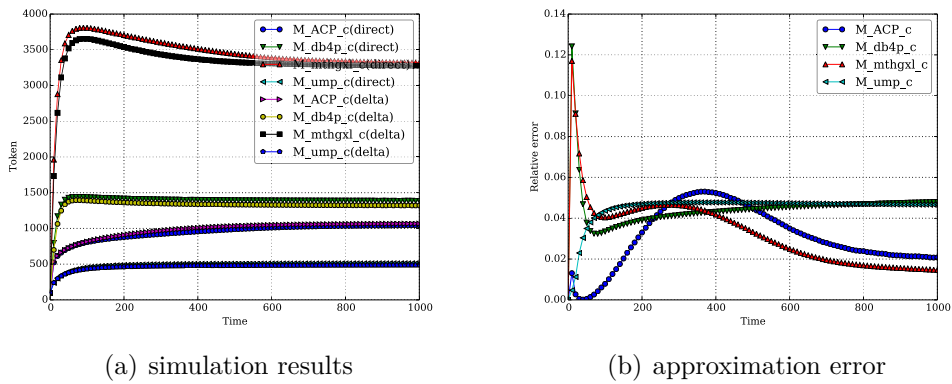 4000
3500
3000
2500
2000
1500
1000
500
0
0
200
400
600
800
1000
Token
Time
M_ACP_c(direct)
M_db4p_c(direct)
M_mthgxl_c(direct)
M_ump_c(direct)
M_ACP_c(delta)
M_db4p_c(delta)
M_mthgxl_c(delta)
M_ump_c(delta)
(a) simulation results
0.14
0.12
0.10
0.08
0.06
0.04
0.02
0.00
0
200
400
600
800
1000
Relative error
Time
M_ACP_c
M_db4p_c
M_mthgxl_c
M_ump_c
(b) approximation error